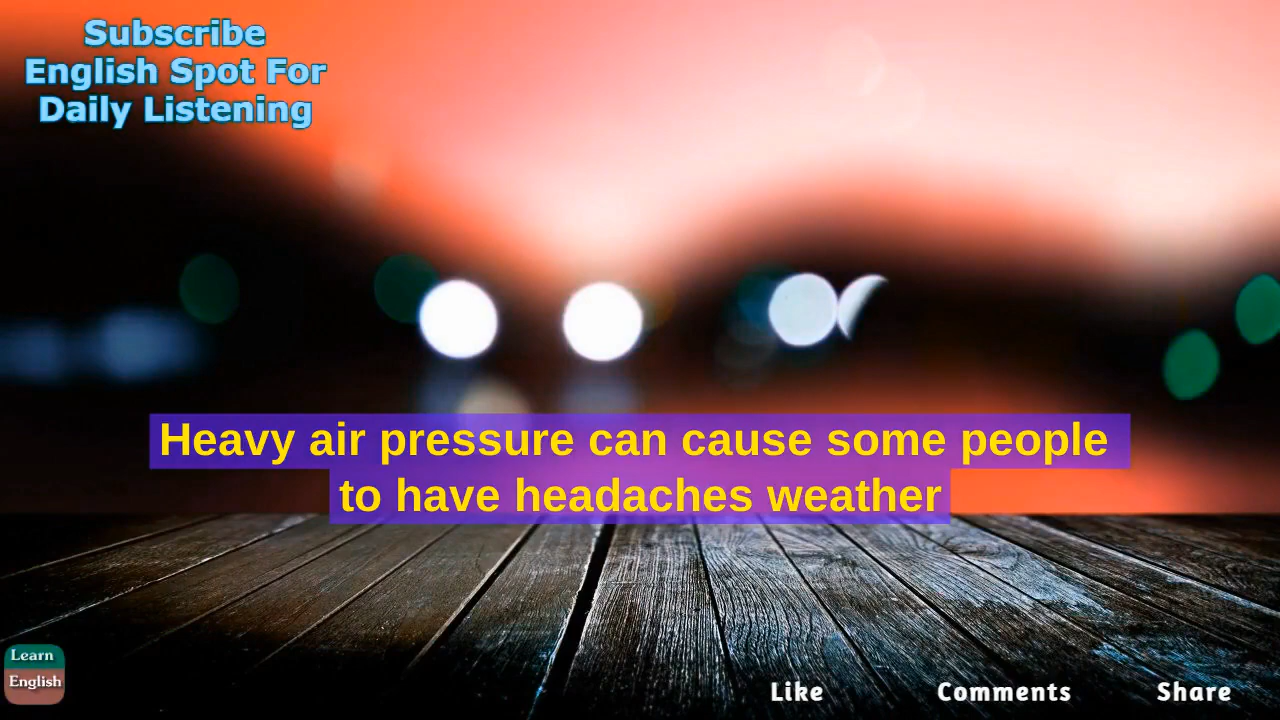 Subscribe
English Spot For
Daily Listening
Heavy air pressure can cause some people
to have headaches weather
Learn
English
Like
Comments
Share